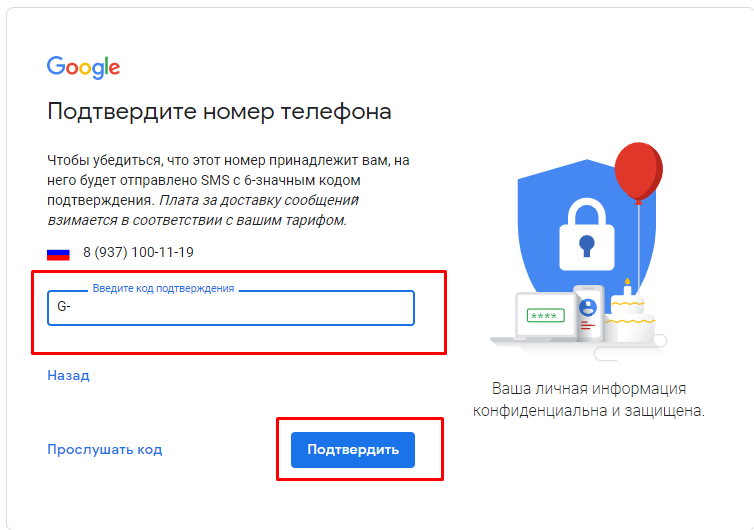 Google
Подтвердите номер телефона
Чтобы убедиться, что этот номер принадлежит вам, на
него будет отправлено SMS с 6-значным кодом
подтверждения. Плата за доставку сообщений
взимается в соответствии с вашим тарифом.
8 (937) 100-11-19
Введите код подтверждения
G-
Назад
Прослушать код
Подтвердить
****
Ваша личная информация
конфиденциальна и защищена.